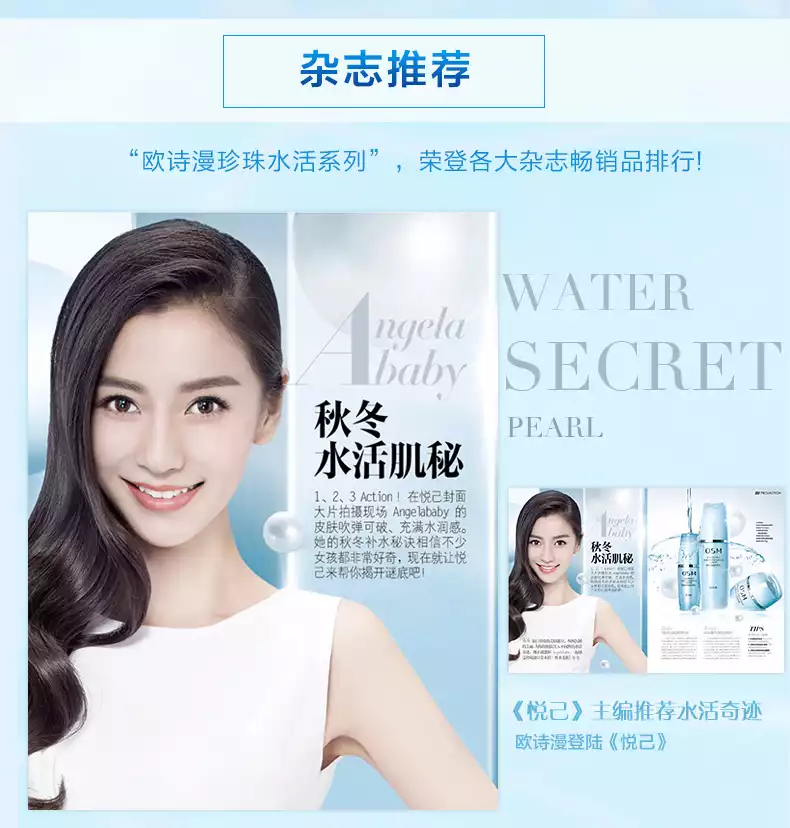 杂志推荐
“欧诗漫珍珠水活系列”，荣登各大杂志畅销品排行!
Angela
baby
秋冬
水活肌秘
1、2、3 Action！在悦己封面
大片拍摄现场 Angelababy 的
皮肤吹弹可破、充满水润感。
她的秋冬补水秘诀相信不少
女孩都非常好奇，现在就让悦
己来帮你揭开谜底吧!
WATER
SECRET
PEARL
Angela
baby
秋冬
水活肌秘
OSM
OSM
OSM
TIPS
《悦己》主编推荐水活奇迹
欧诗漫登陆《悦己》